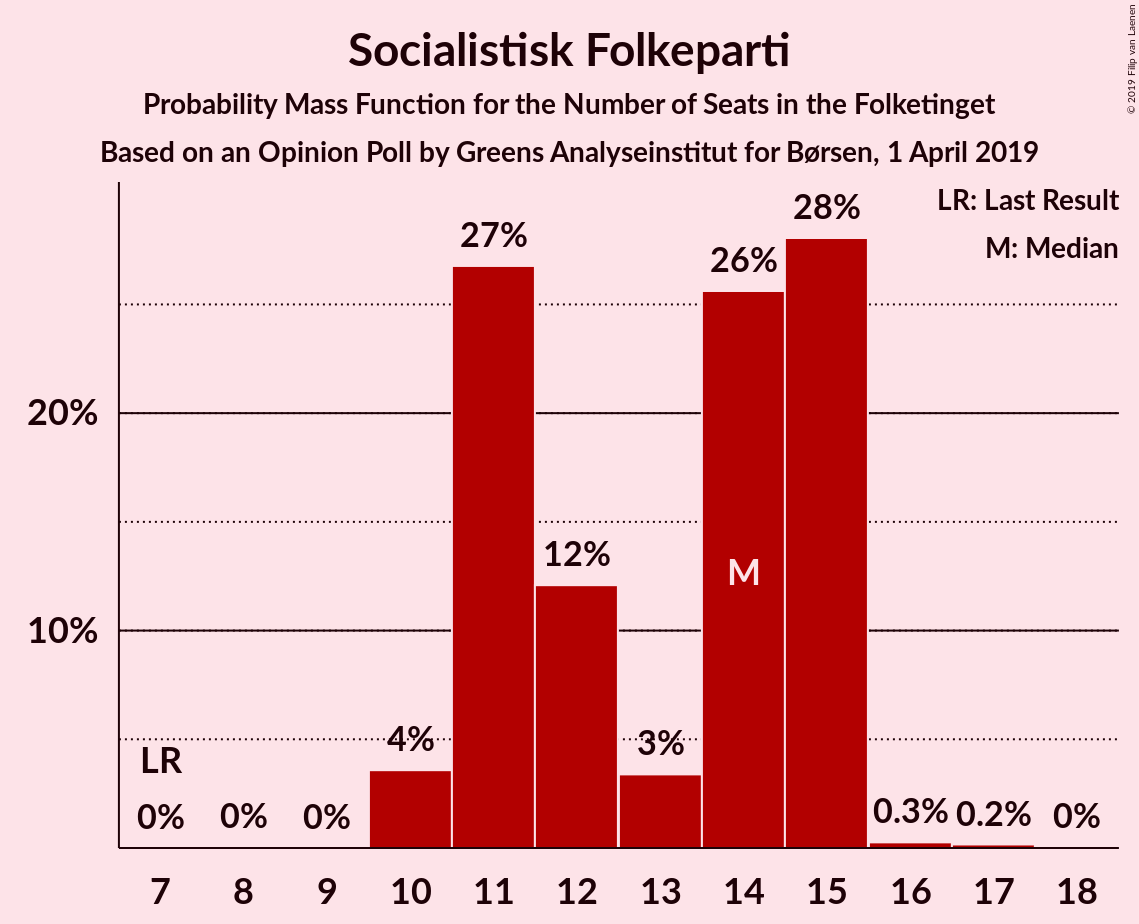 Socialistisk Folkeparti
Probability Mass Function for the Number of Seats in the Folketinget
Based on an Opinion Poll by Greens Analyseinstitut for Børsen, 1 April 2019
© 2019 Filip van Laenen
LR: Last Result
M: Median
28%
27%
26%
20%
12%
M
10%
4%
3%
LR
0% 0% 0% 0.3% 0.2% 0%
7 8 9 10 11 12 13 14 15 16 17 18